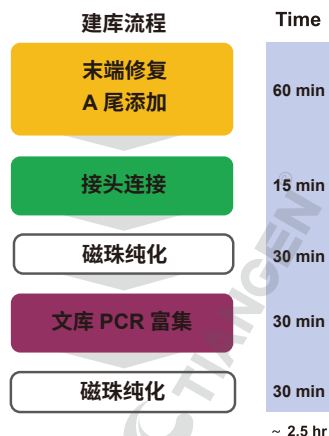 建库流程 Time
末端修复
A 尾添加
60 min
接头连接 15 min
磁珠纯化 30 min
文库 PCR 富集 30 min
磁珠纯化 30 min
~ 2.5 hr
TIANGEN
®